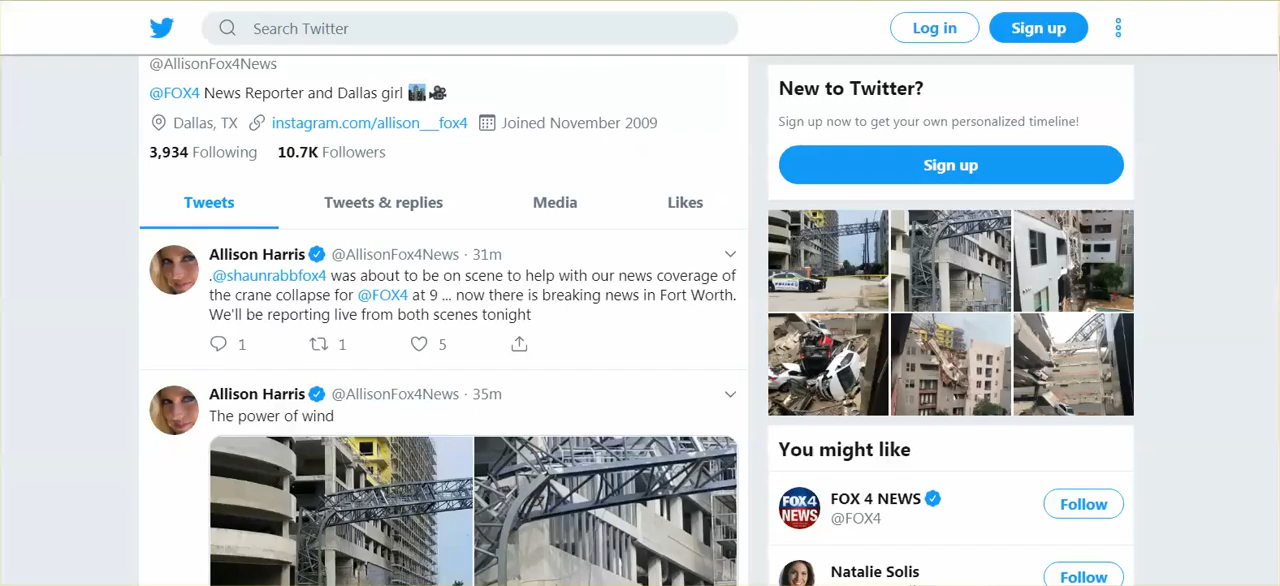 Search Twitter
Log in
Sign up
@AllisonFox4News
@FOX4 News Reporter and Dallas girl
Dallas, TX instagram.com/allison__fox4 Joined November 2009
3,934 Following 10.7K Followers
Tweets Tweets & replies Media Likes
Allison Harris @AllisonFox4News · 31m
.@shaunrabbfox4 was about to be on scene to help with our news coverage of
the crane collapse for @FOX4 at 9 ... now there is breaking news in Fort Worth.
We'll be reporting live from both scenes tonight
1 1 5
Allison Harris @AllisonFox4News · 35m
The power of wind
New to Twitter?
Sign up now to get your own personalized timeline!
Sign up
POLICE
You might like
FOX4
NEWS
FOX 4 NEWS
@FOX4
Follow
Natalie Solis
Follow